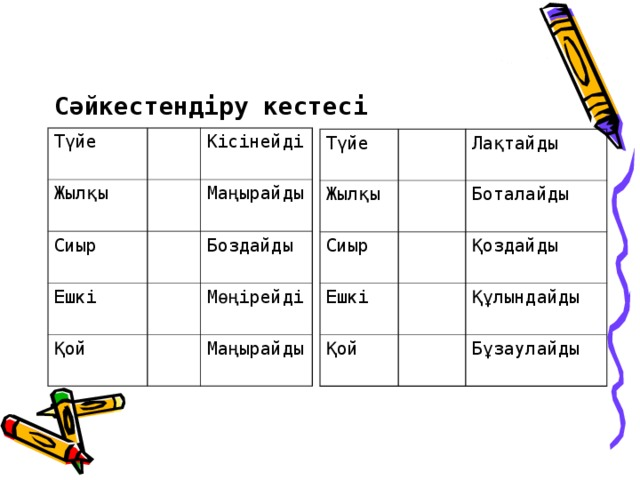 Сәйкестендіру кестесі
Түйе Кісінейді
Жылқы Маңырайды
Сиыр Боздайды
Ешкі Мөңірейді
Қой Маңырайды
Түйе Лақтайды
Жылқы Боталайды
Сиыр Қоздайды
Ешкі Құлындайды
Қой Бұзаулайды